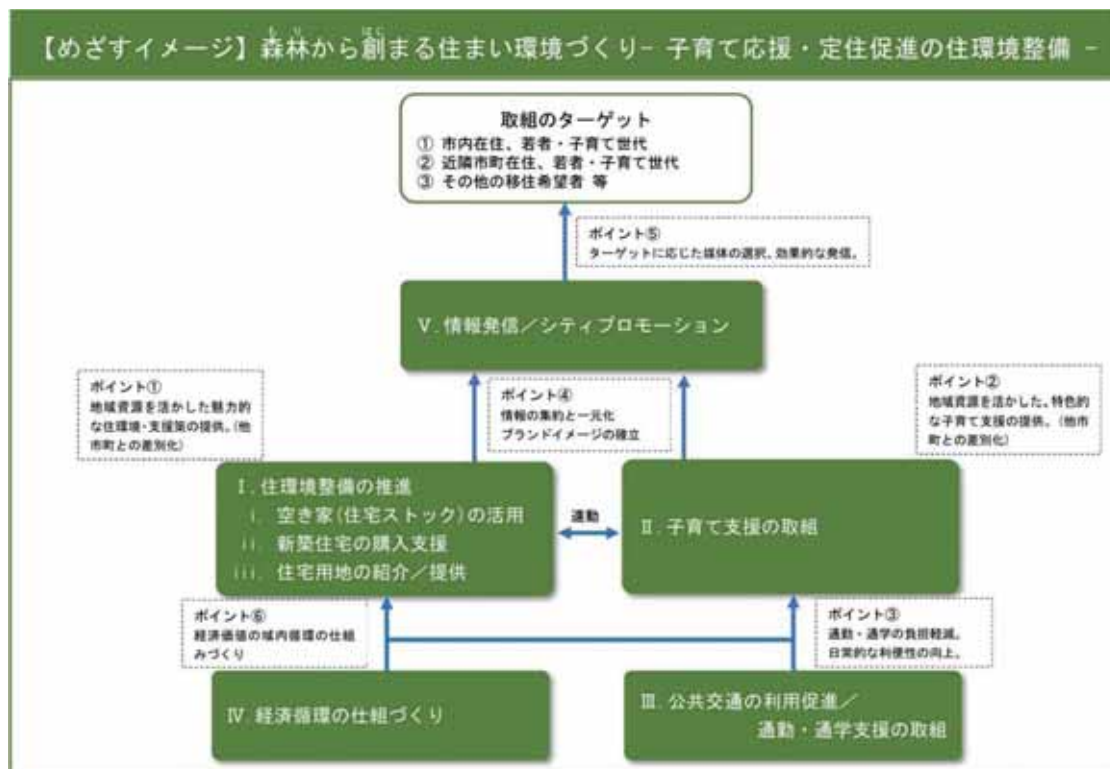 【めざすイメージ】森林から創まる住まい環境づくり- 子育て応援・定住促進の住環境整備 -
取組のターゲット
① 市内在住、若者・子育て世代
② 近隣市町在住、若者・子育て世代
③ その他の移住希望者 等
ポイント⑤
ターゲットに応じた媒体の選択、効果的な発信。
Ⅴ.情報発信／シティプロモーション
ポイント①
地域資源を活かした魅力的
な住環境・支援策の提供。(他
市町との差別化)
ポイント④
情報の集約と一元化
ブランドイメージの確立
ポイント②
地域資源を活かした、特色的
な子育て支援の提供。(他市
町との差別化)
Ⅰ.住環境整備の推進
ⅰ. 空き家(住宅ストック)の活用
ⅱ. 新築住宅の購入支援
ⅲ. 住宅用地の紹介／提供
連動
Ⅱ.子育て支援の取組
ポイント⑥
経済価値の域内循環の仕組
みづくり
ポイント③
通勤・通学の負担軽減。
日常的な利便性の向上。
Ⅳ.経済循環の仕組づくり
Ⅲ.公共交通の利用促進／
通勤・通学支援の取組